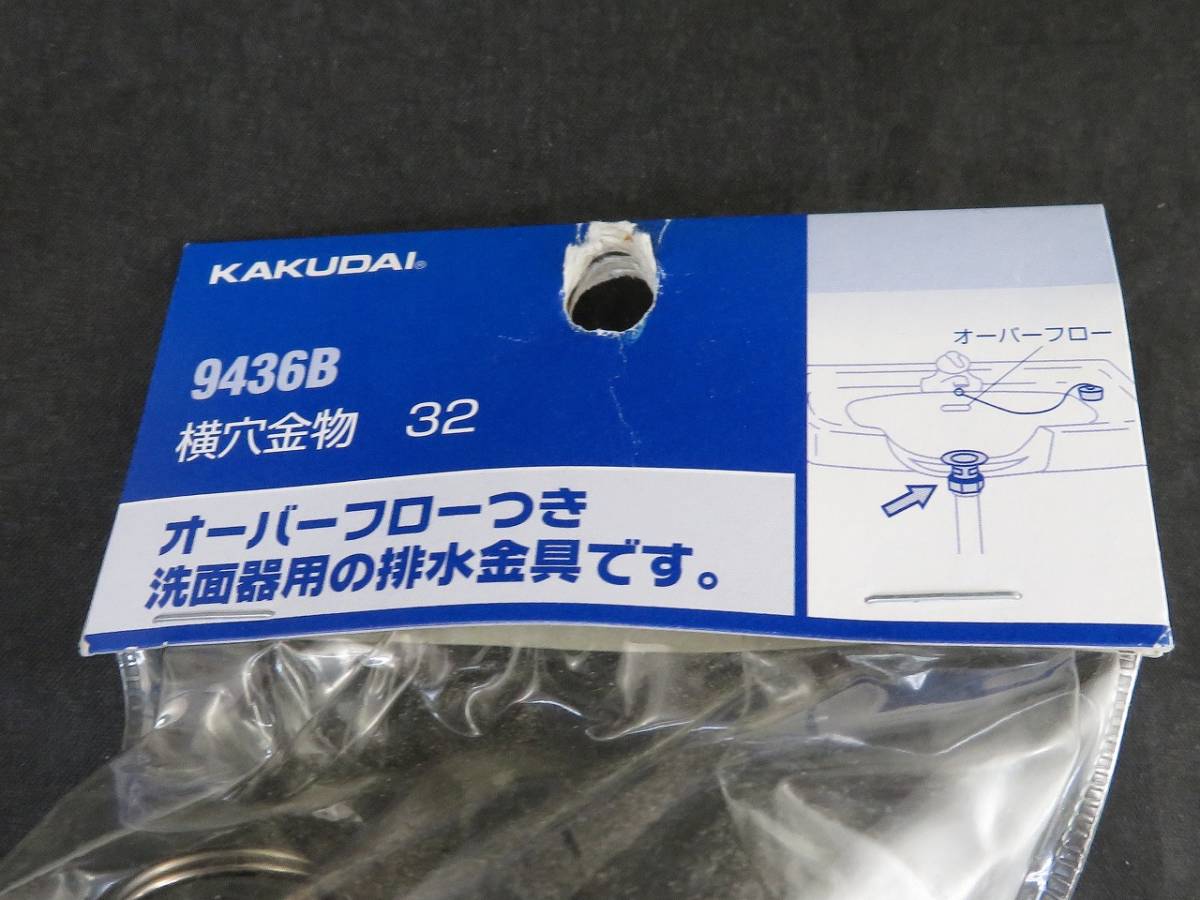 KAKUDAI®
9436B
横穴金物 32
オーバーフローつき
洗面器用の排水金具です。
オーバーフロー